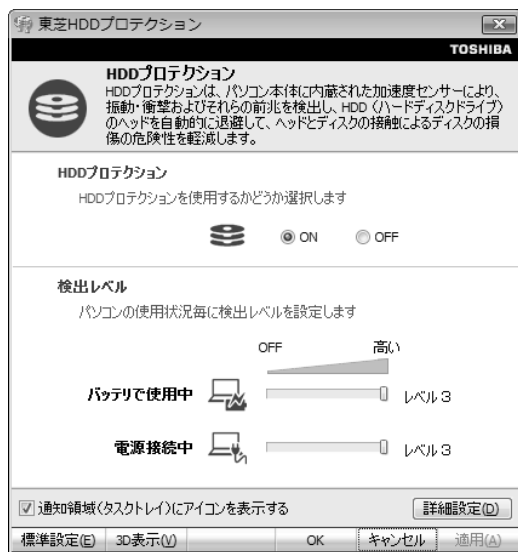 東芝HDDプロテクション
TOSHIBA
HDDプロテクション
HDDプロテクションは、パソコン本体に内蔵された加速度センサーにより、
振動・衝撃およびそれらの前兆を検出し、HDD（ハードディスクドライブ）
のヘッドを自動的に退避して、ヘッドとディスクの接触によるディスクの損
傷の危険性を軽減します。
HDDプロテクション
HDDプロテクションを使用するかどうか選択します
ON OFF
検出レベル
パソコンの使用状況毎に検出レベルを設定します
OFF 高い
バッテリで使用中 レベル 3
電源接続中 レベル 3
通知領域(タスクトレイ)にアイコンを表示する 詳細設定(D)
標準設定(E) 3D表示(V) OK キャンセル 適用(A)